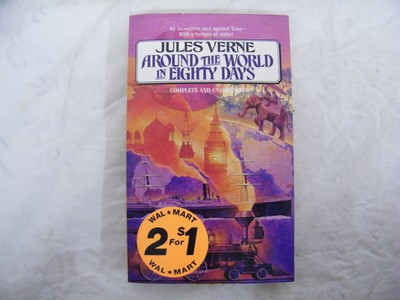 An incredible race against Time –
With a fortune at stake!
JULES VERNE
AROUND THE WORLD
IN EIGHTY DAYS
COMPLETE AND UNABRIDGED
WAL★MART
2 For $1
WAL★MART